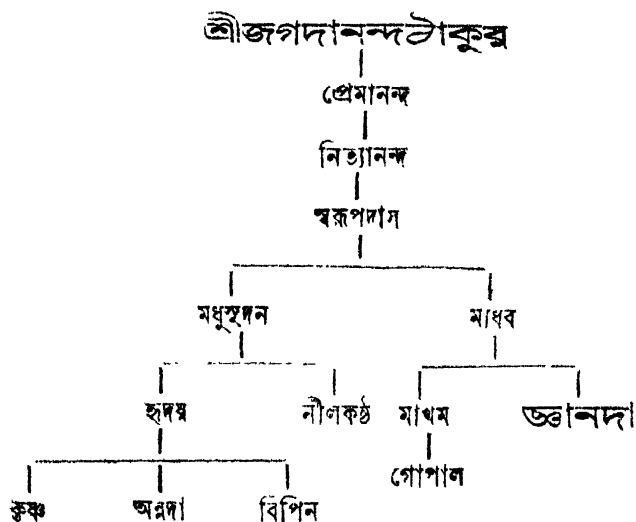 শ্রীজগদানন্দঠাকুর
প্রেমানন্দ
নিত্যানন্দ
স্বরূপদাস
মধুসূদন মাধব
হৃদয় নীলকণ্ঠ মাখম জ্ঞানদা
গোপাল
কৃষ্ণ অন্নদা বিপিন